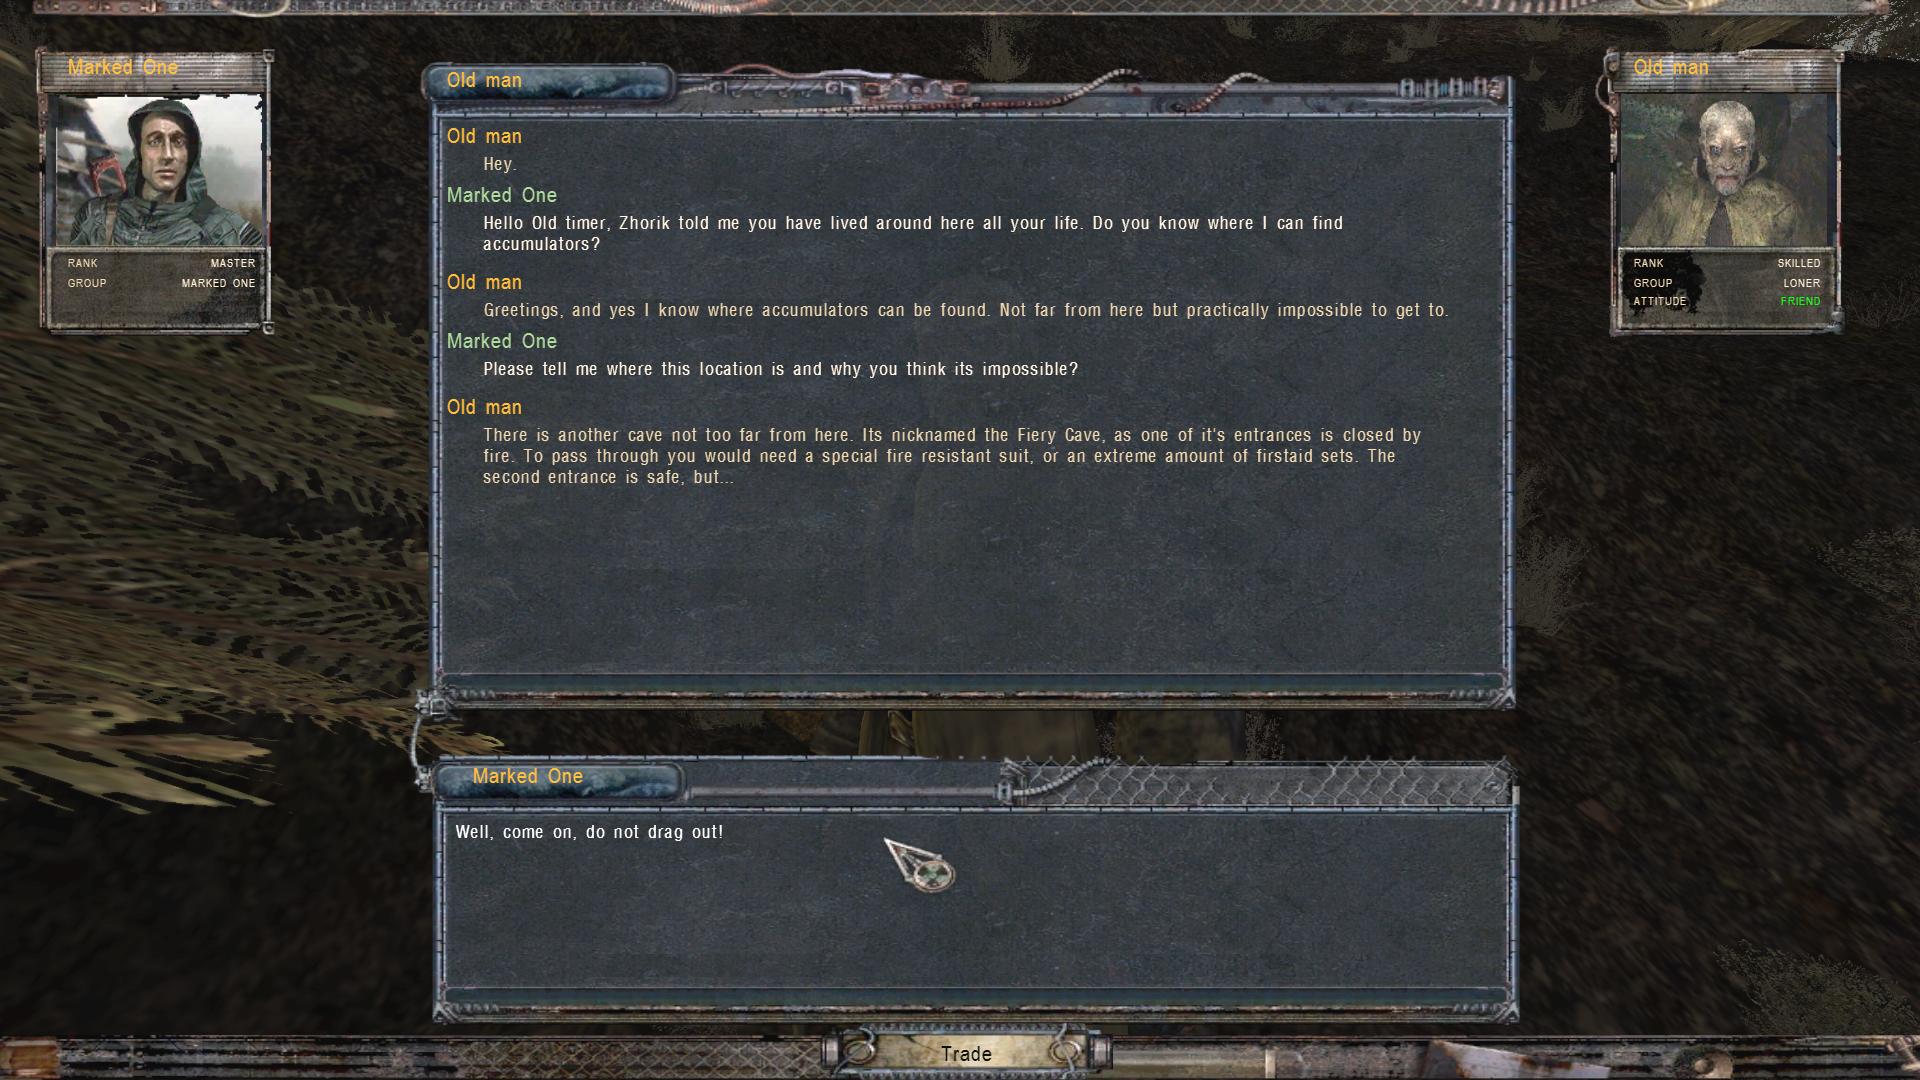 Marked One
RANK MASTER
GROUP MARKED ONE
Old man
Old man
Hey.
Marked One
Hello Old timer, Zhorik told me you have lived around here all your life. Do you know where I can find
accumulators?
Old man
Greetings, and yes I know where accumulators can be found. Not far from here but practically impossible to get to.
Marked One
Please tell me where this location is and why you think its impossible?
Old man
There is another cave not too far from here. Its nicknamed the Fiery Cave, as one of it's entrances is closed by
fire. To pass through you would need a special fire resistant suit, or an extreme amount of firstaid sets. The
second entrance is safe, but...
Old man
RANK SKILLED
GROUP LONER
ATTITUDE FRIEND
Marked One
Well, come on, do not drag out!
Trade